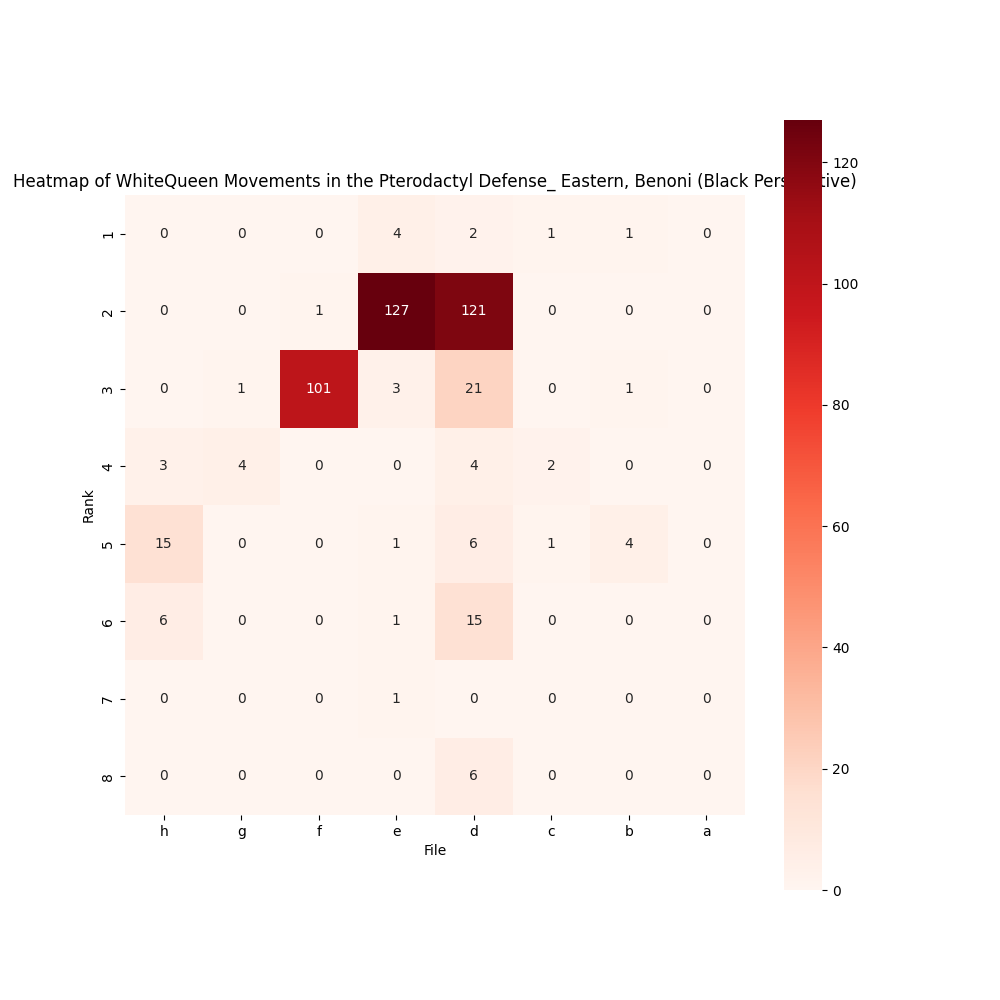 Heatmap of WhiteQueen Movements in the Pterodactyl Defense_ Eastern, Benoni (Black Perspective)
1 0 0 0 4 2 1 1 0
2 0 0 1 127 121 0 0 0
3 0 1 101 3 21 0 1 0
4 3 4 0 0 4 2 0 0
5 15 0 0 1 6 1 4 0
6 6 0 0 1 15 0 0 0
7 0 0 0 1 0 0 0 0
8 0 0 0 0 6 0 0 0
Rank
h g f e d c b a
File
120
100
80
60
40
20
0